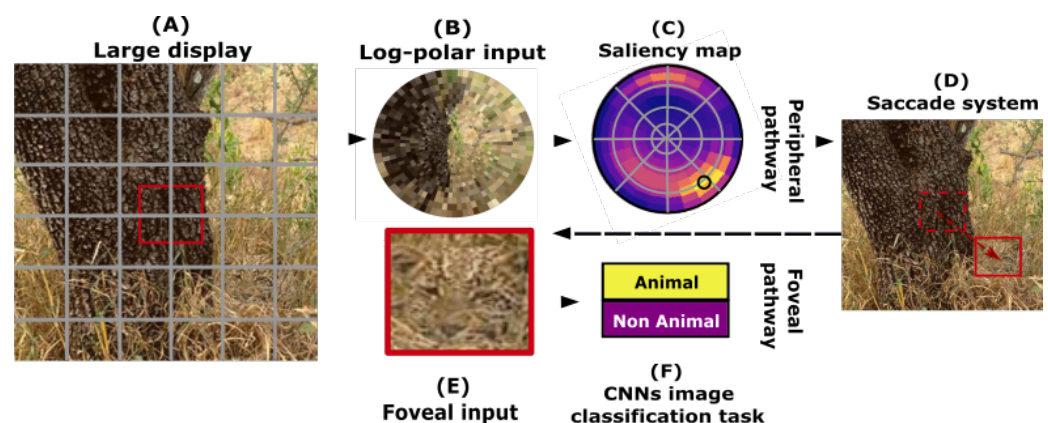 (A)
Large display
(B)
Log-polar input
(C)
Saliency map
Peripheral
pathway
(D)
Saccade system
(E)
Foveal input
Animal
Non Animal
Foveal
pathway
(F)
CNNs image
classification task